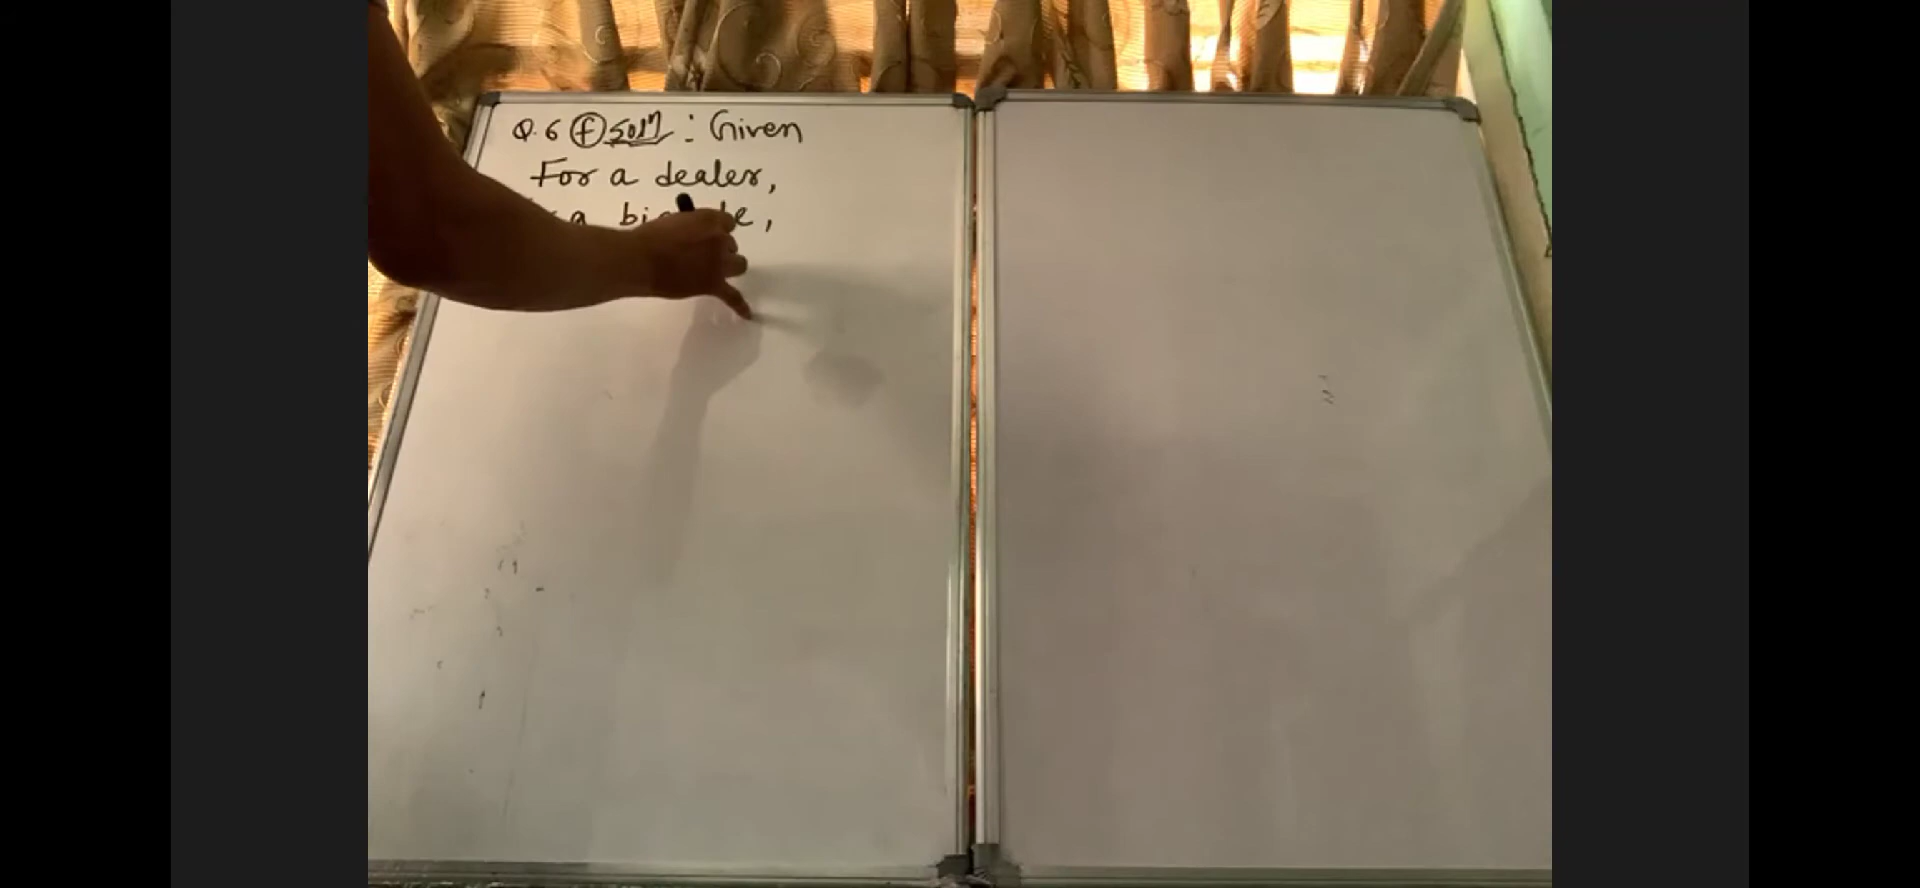 Q. 6 (f) Soln : Given
For a dealer,
a